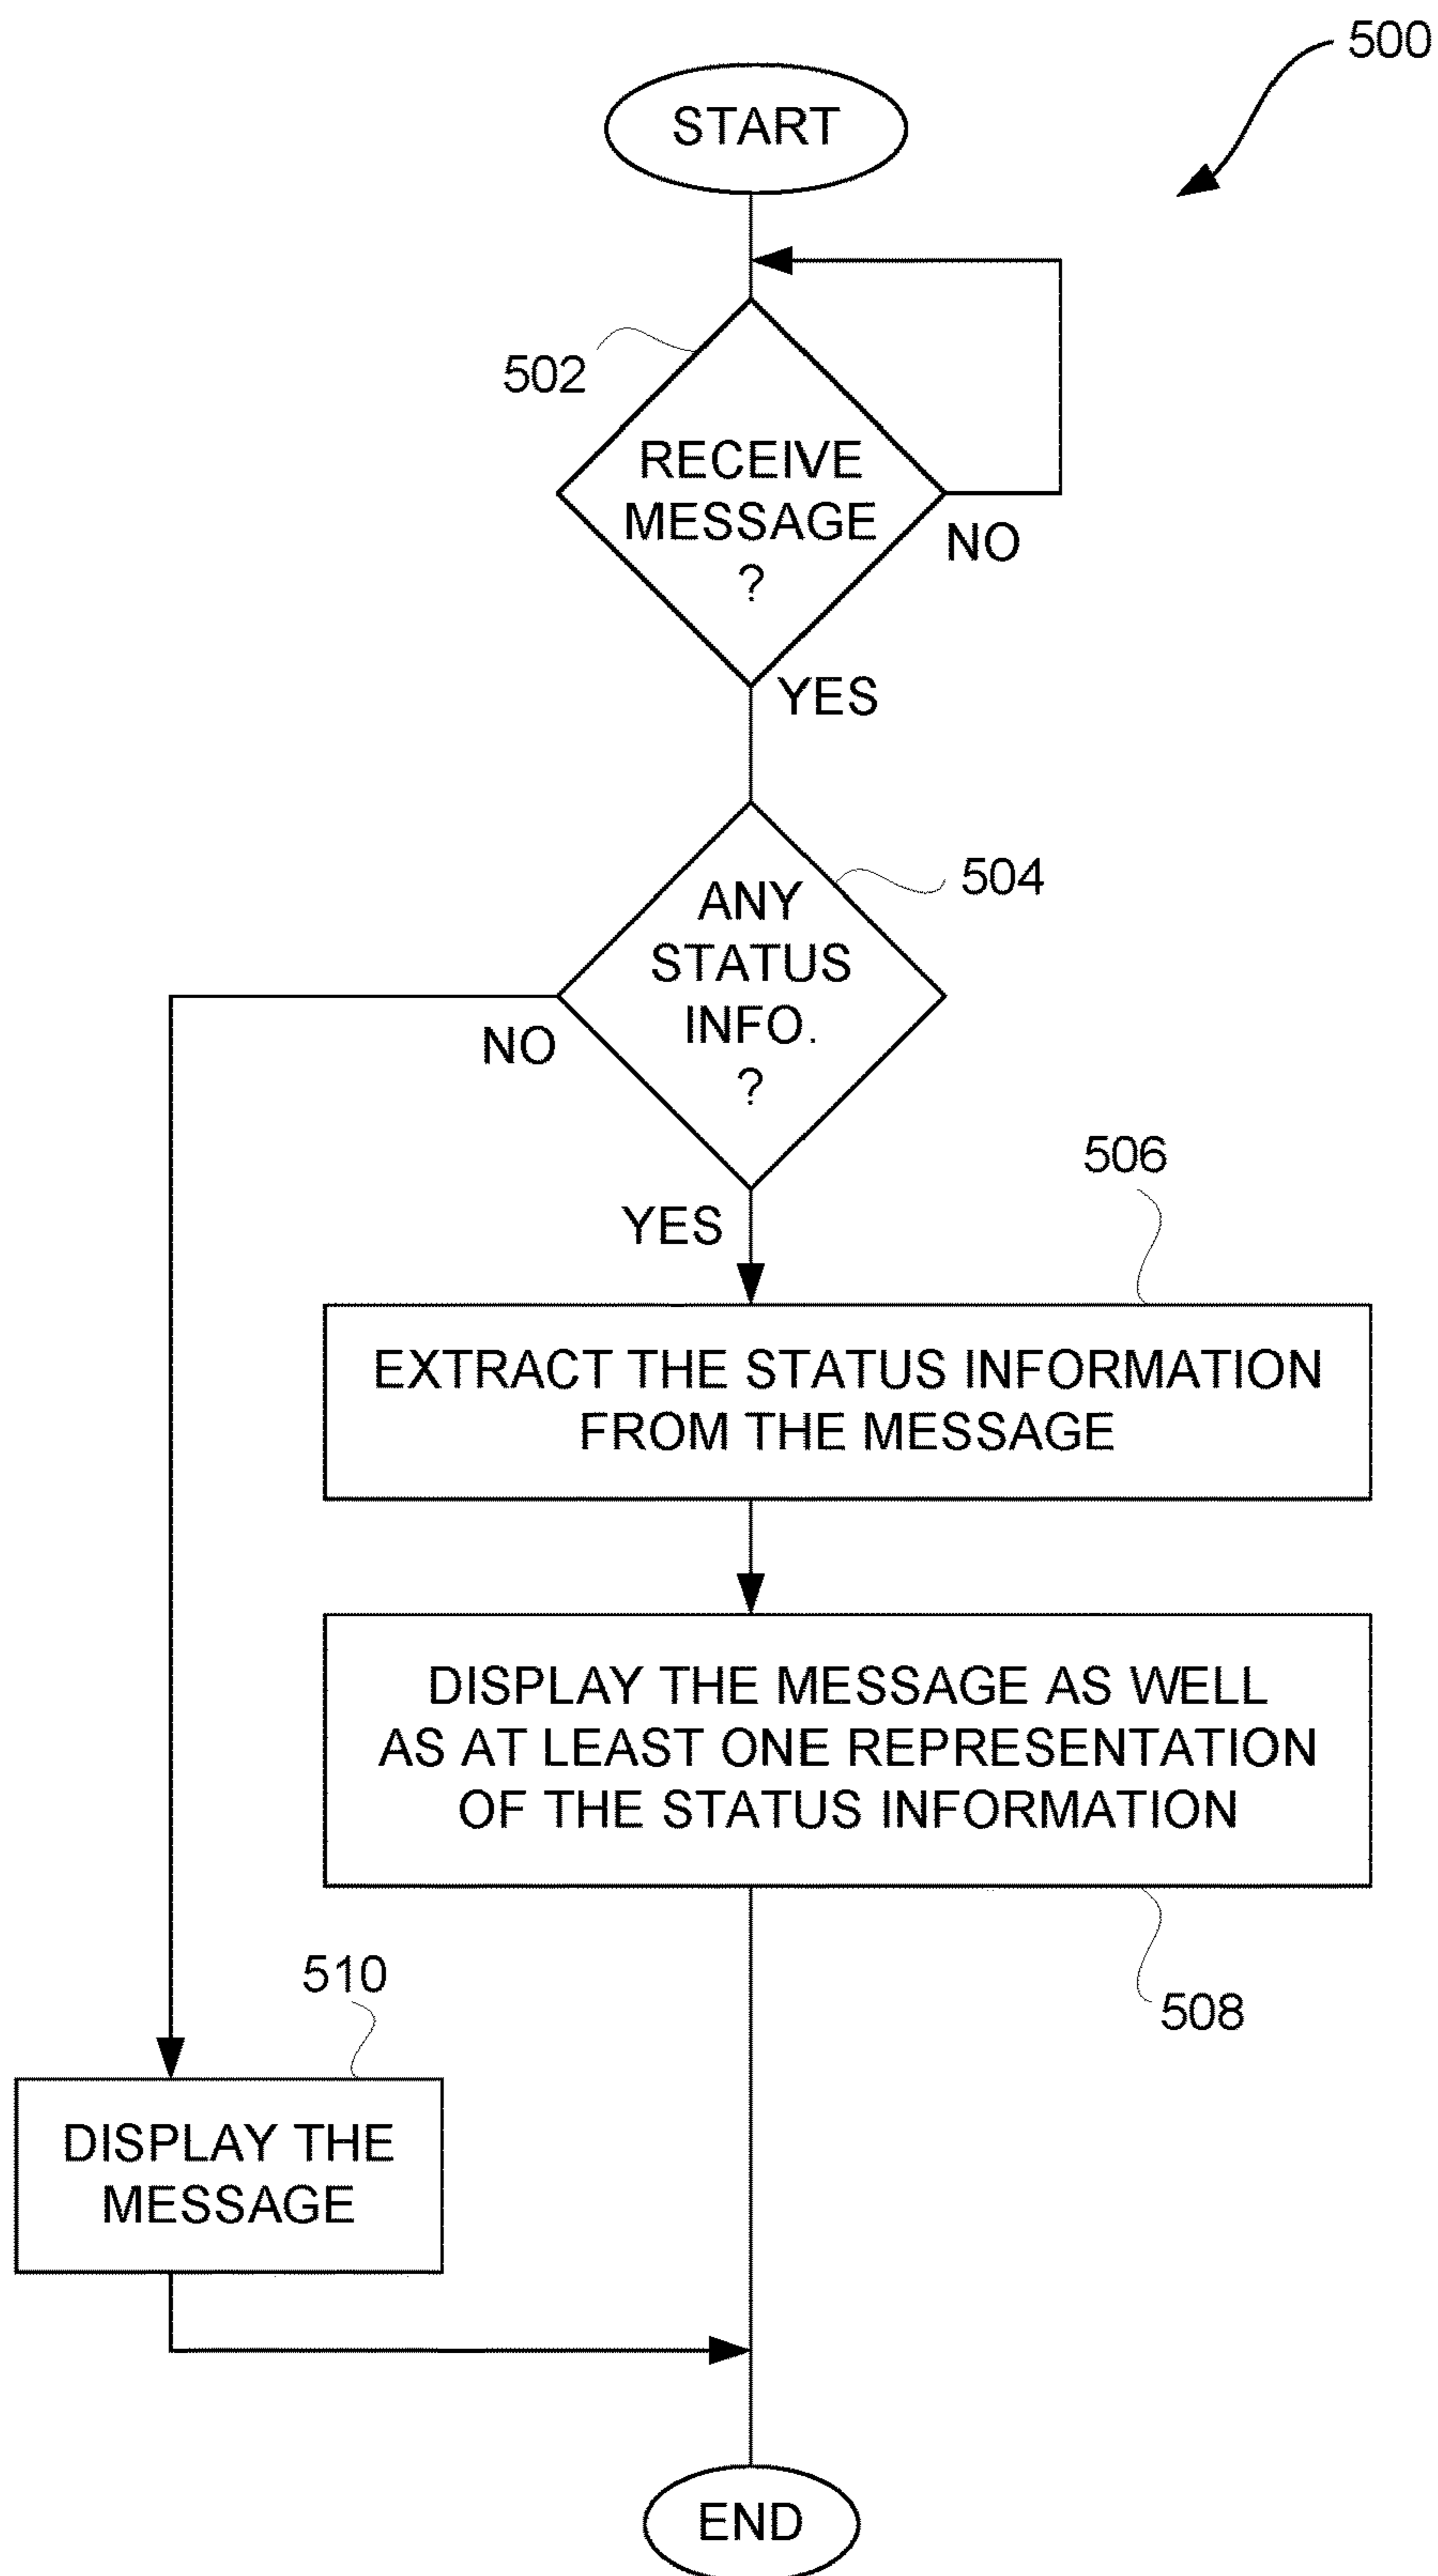 500
START
502
RECEIVE
MESSAGE
?
NO
YES
504
ANY
STATUS
INFO.
?
NO
YES
506
EXTRACT THE STATUS INFORMATION
FROM THE MESSAGE
DISPLAY THE MESSAGE AS WELL
AS AT LEAST ONE REPRESENTATION
OF THE STATUS INFORMATION
508
510
DISPLAY THE
MESSAGE
END